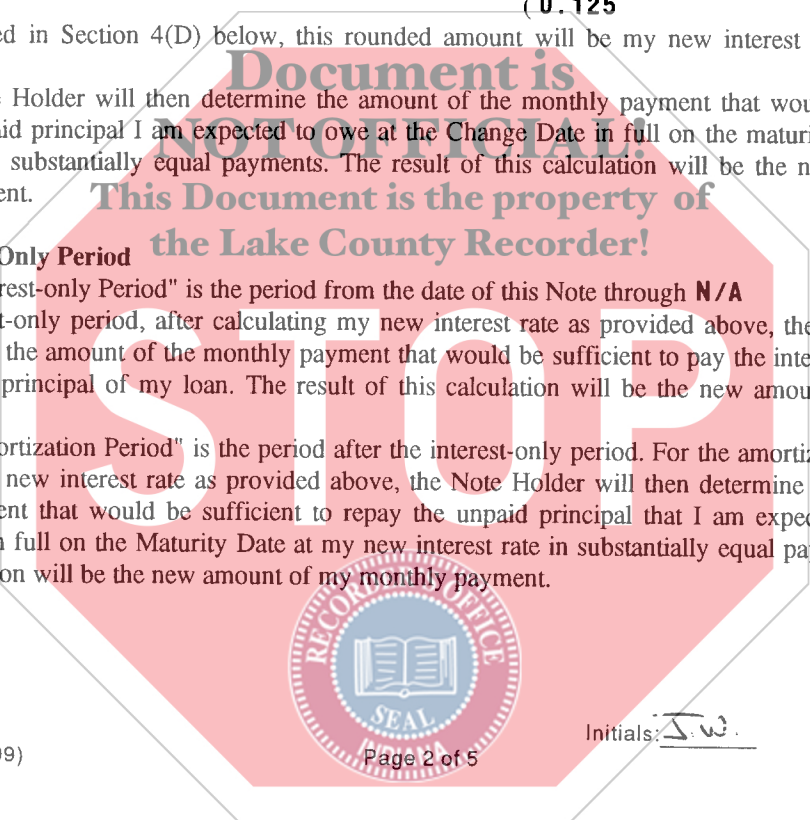 ( 0.125
ed in Section 4(D) below, this rounded amount will be my new interest
Document is
Holder will then determine the amount of the monthly payment that wou
aid principal I am expected to owe at the Change Date in full on the maturi
NOT OFFICIAL!
substantially equal payments. The result of this calculation will be the n
ent.
This Document is the property of
the Lake County Recorder!
Only Period
rest-only Period" is the period from the date of this Note through N/A
t-only period, after calculating my new interest rate as provided above, the
the amount of the monthly payment that would be sufficient to pay the inte
principal of my loan. The result of this calculation will be the new amou
STOP
ortization Period" is the period after the interest-only period. For the amortiz
new interest rate as provided above, the Note Holder will then determine
ent that would be sufficient to repay the unpaid principal that I am expec
n full on the Maturity Date at my new interest rate in substantially equal pa
ion will be the new amount of my monthly payment.
RECORDER'S OFFICE
SEAL
INDIANA
Initials: J.W.
99)
Page 2 of 5